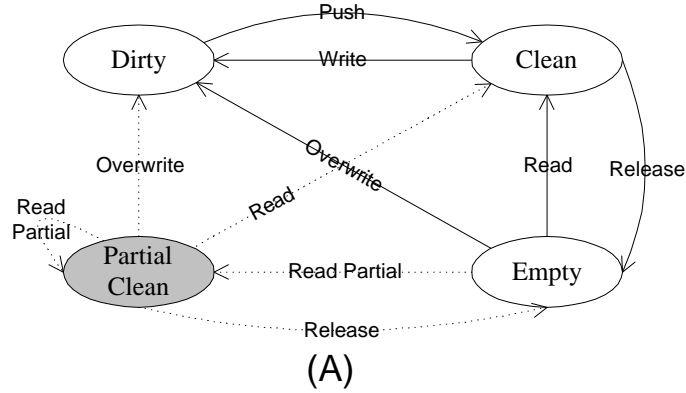 Push
Dirty
Clean
Write
Overwrite
Overwrite
Read
Read
Release
Read
Partial
Partial
Clean
Read Partial
Empty
Release
(A)